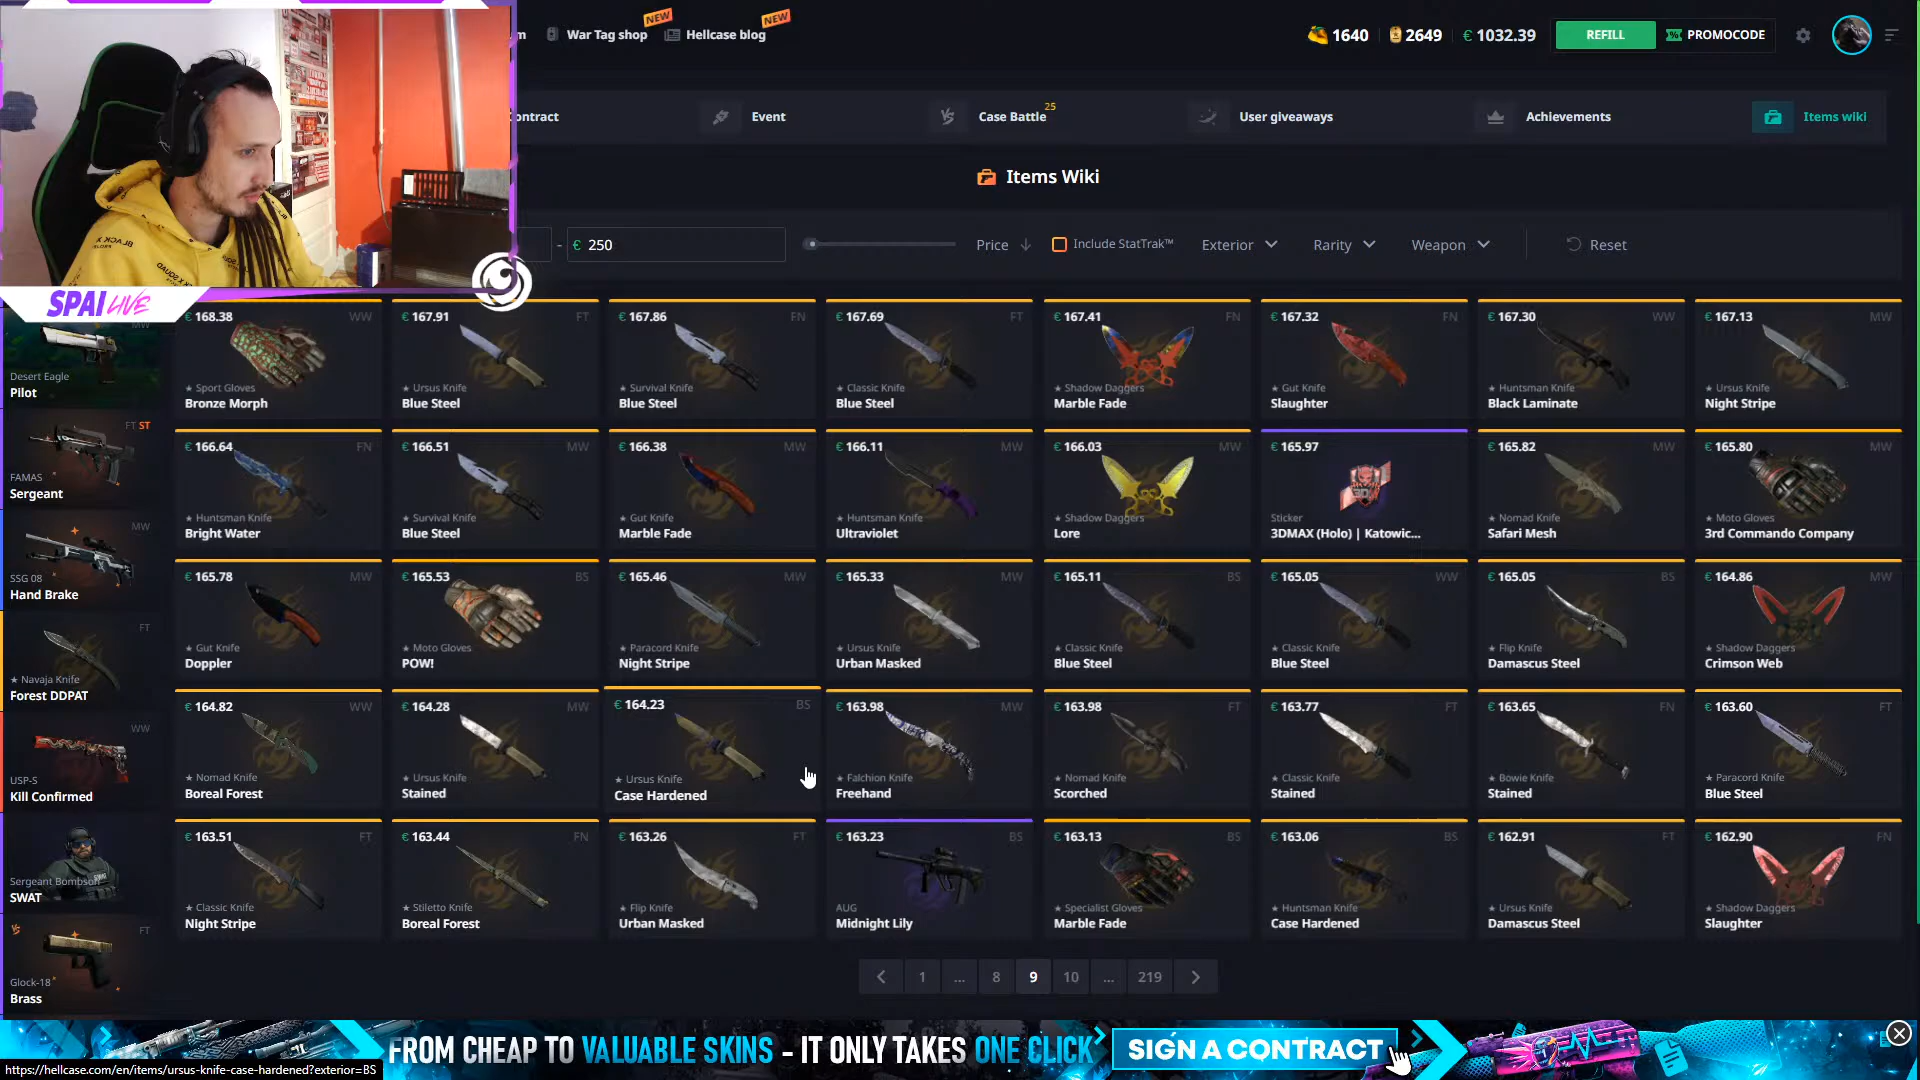 War Tag shop NEW
Hellcase blog NEW
1640 2649 € 1032.39 REFILL % PROMOCODE
ontract Event Case Battle 25 User giveaways Achievements Items wiki
Items Wiki
- € 250 Price Include StatTrak™ Exterior Rarity Weapon Reset
SPAI LIVE
€ 168.38 WW ★ Sport Gloves Bronze Morph
€ 167.91 FT ★ Ursus Knife Blue Steel
€ 167.86 FN ★ Survival Knife Blue Steel
€ 167.69 FT ★ Classic Knife Blue Steel
€ 167.41 FN ★ Shadow Daggers Marble Fade
€ 167.32 FN ★ Gut Knife Slaughter
€ 167.30 WW ★ Huntsman Knife Black Laminate
€ 167.13 MW ★ Ursus Knife Night Stripe
€ 166.64 FN ★ Huntsman Knife Bright Water
€ 166.51 MW ★ Survival Knife Blue Steel
€ 166.38 MW ★ Gut Knife Marble Fade
€ 166.11 MW ★ Huntsman Knife Ultraviolet
€ 166.03 MW ★ Shadow Daggers Lore
€ 165.97 Sticker 3DMAX (Holo) | Katowic...
€ 165.82 MW ★ Nomad Knife Safari Mesh
€ 165.80 MW ★ Moto Gloves 3rd Commando Company
€ 165.78 MW ★ Gut Knife Doppler
€ 165.53 BS ★ Moto Gloves POW!
€ 165.46 MW ★ Paracord Knife Night Stripe
€ 165.33 MW ★ Ursus Knife Urban Masked
€ 165.11 BS ★ Classic Knife Blue Steel
€ 165.05 WW ★ Classic Knife Blue Steel
€ 165.05 BS ★ Flip Knife Damascus Steel
€ 164.86 MW ★ Shadow Daggers Crimson Web
€ 164.82 WW ★ Nomad Knife Boreal Forest
€ 164.28 MW ★ Ursus Knife Stained
€ 164.23 BS ★ Ursus Knife Case Hardened
€ 163.98 MW ★ Falchion Knife Freehand
€ 163.98 FT ★ Nomad Knife Scorched
€ 163.77 FT ★ Classic Knife Stained
€ 163.65 FN ★ Bowie Knife Stained
€ 163.60 FT ★ Paracord Knife Blue Steel
€ 163.51 FT ★ Classic Knife Night Stripe
€ 163.44 FN ★ Stiletto Knife Boreal Forest
€ 163.26 FT ★ Flip Knife Urban Masked
€ 163.23 BS AUG Midnight Lily
€ 163.13 BS ★ Specialist Gloves Marble Fade
€ 163.06 BS ★ Huntsman Knife Case Hardened
€ 162.91 FT ★ Ursus Knife Damascus Steel
€ 162.90 FN ★ Shadow Daggers Slaughter
MW Desert Eagle Pilot
FT ST FAMAS Sergeant
MW SSG 08 Hand Brake
FT ★ Navaja Knife Forest DDPAT
WW USP-S Kill Confirmed
Sergeant Bombson SWAT
FT Glock-18 Brass
1 ... 8 9 10 ... 219
FROM CHEAP TO VALUABLE SKINS - IT ONLY TAKES ONE CLICK
SIGN A CONTRACT
https://hellcase.com/en/items/ursus-knife-case-hardened?exterior=BS